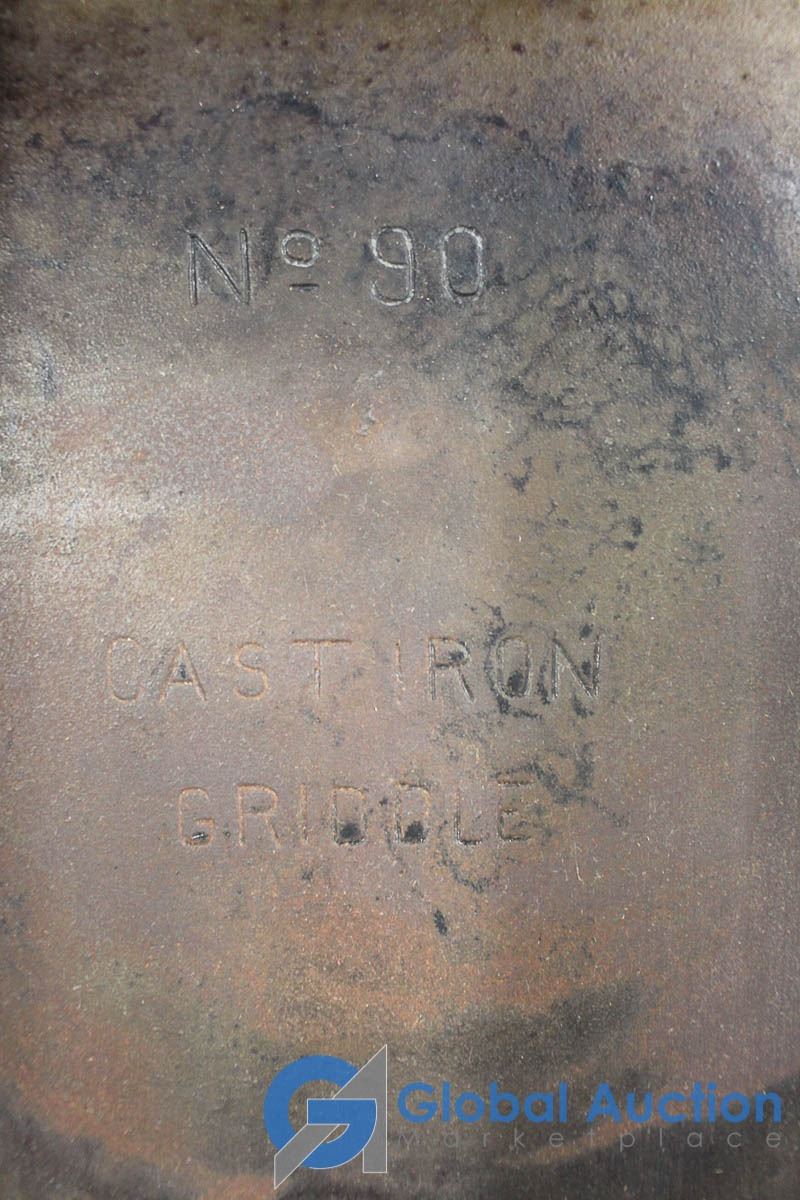 Nº 90
CAST IRON
GRIDDLE
Global Auction
Marketplace